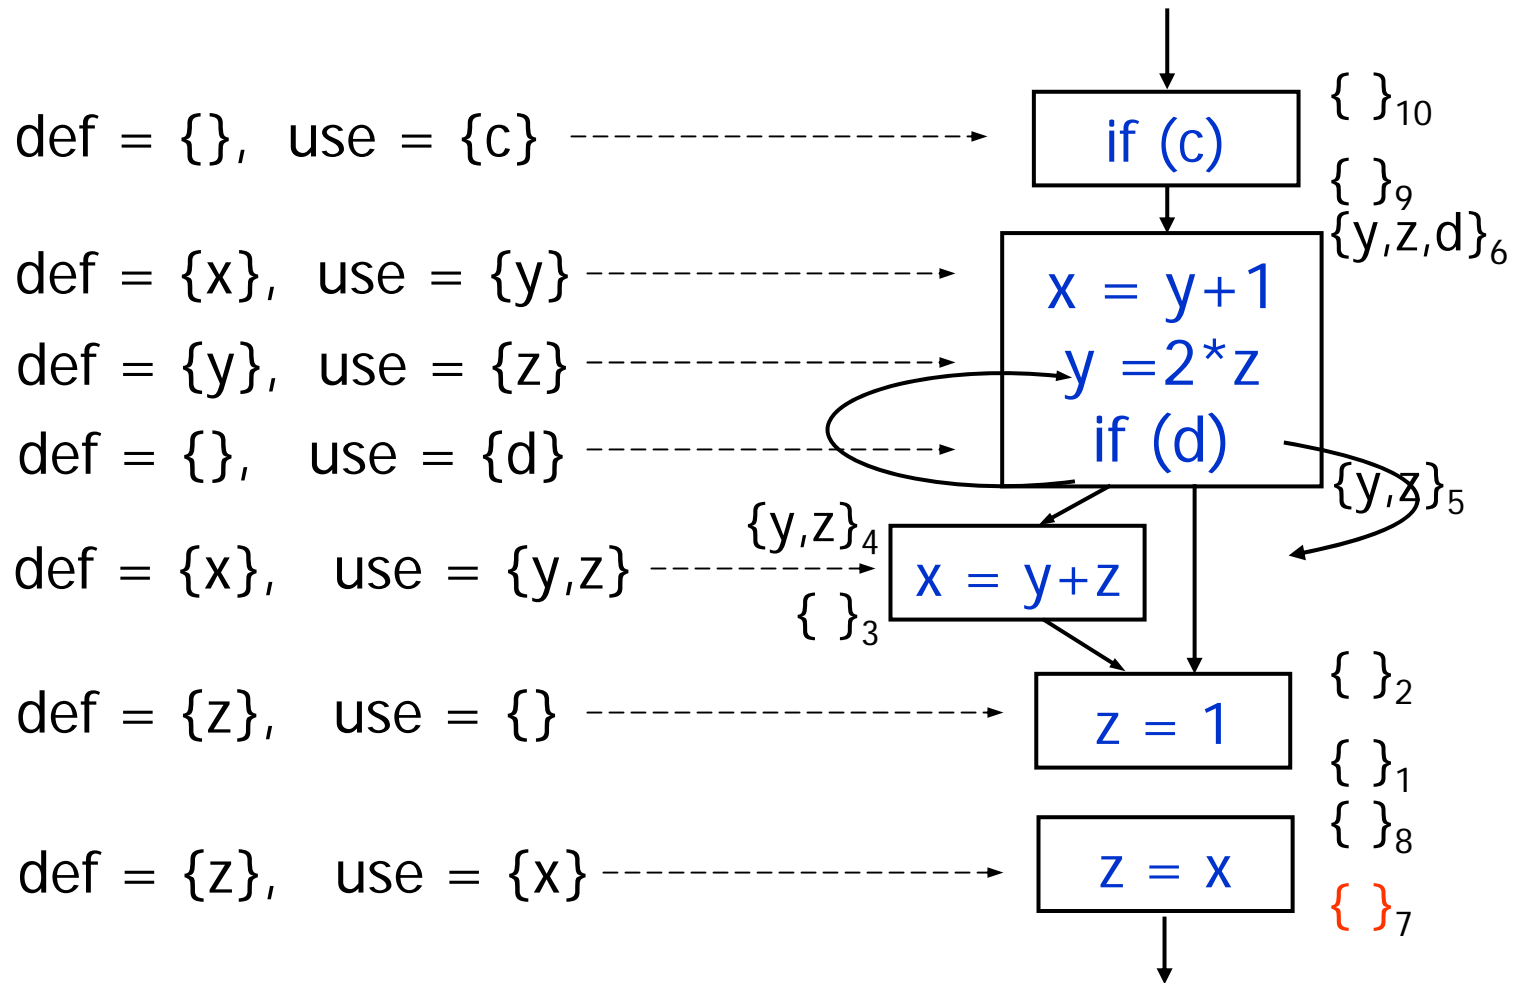 { }10
def = {}, use = {c}
if (c)
{ }9
{y,z,d}6
def = {x}, use = {y}
x = y+1
def = {y}, use = {z}
y =2*z
def = {}, use = {d}
if (d)
{y,z}5
{y,z}4
def = {x}, use = {y,z}
x = y+z
{ }3
{ }2
def = {z}, use = {}
z = 1
{ }1
{ }8
def = {z}, use = {x}
z = x
{ }7